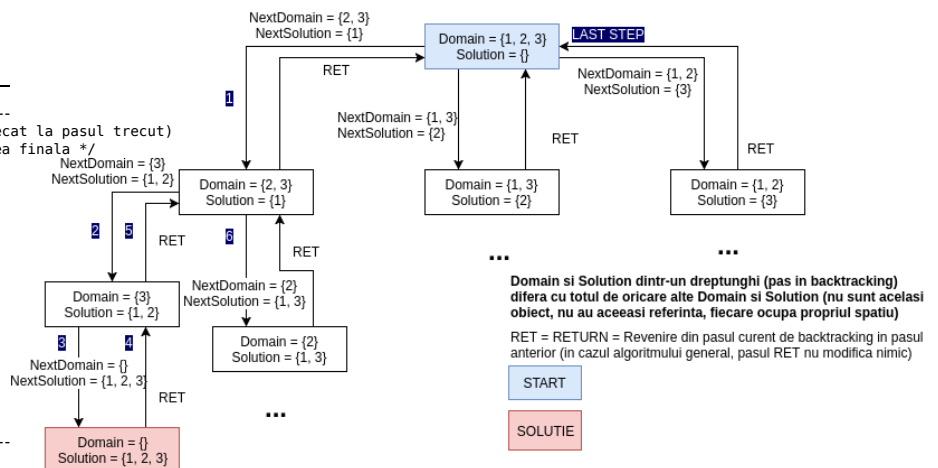 NextDomain = {2, 3}
NextSolution = {1}
Domain = {1, 2, 3}
Solution = {}
LAST STEP
RET
NextDomain = {1, 2}
NextSolution = {3}
1
NextDomain = {1, 3}
NextSolution = {2}
RET
RET
--
ecat la pasul trecut)
ea finala */
NextDomain = {3}
NextSolution = {1, 2}
Domain = {2, 3}
Solution = {1}
Domain = {1, 3}
Solution = {2}
Domain = {1, 2}
Solution = {3}
2
5
RET
6
RET
...
...
Domain = {3}
Solution = {1, 2}
NextDomain = {2}
NextSolution = {1, 3}
Domain si Solution dintr-un dreptunghi (pas in backtracking)
difera cu totul de oricare alte Domain si Solution (nu sunt acelasi
obiect, nu au aceeasi referinta, fiecare ocupa propriul spatiu)
3
4
Domain = {2}
Solution = {1, 3}
RET = RETURN = Revenire din pasul curent de backtracking in pasul
anterior (in cazul algoritmului general, pasul RET nu modifica nimic)
NextDomain = {}
NextSolution = {1, 2, 3}
RET
START
...
SOLUTIE
Domain = {}
Solution = {1, 2, 3}
--